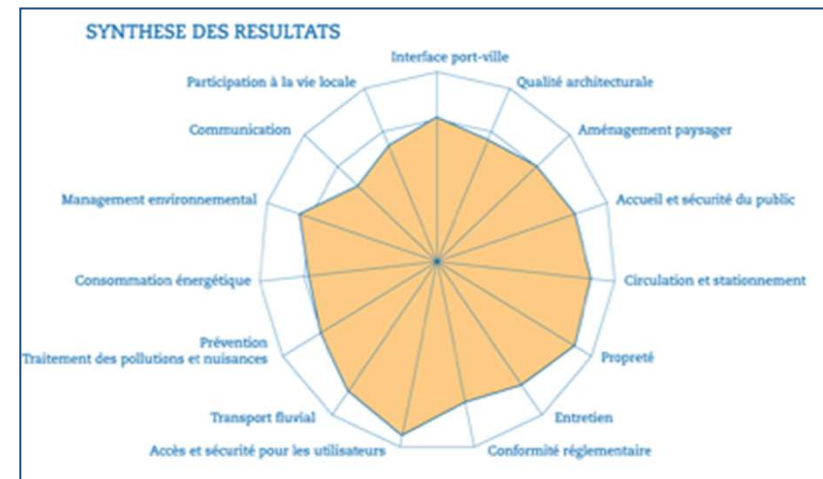 SYNTHESE DES RESULTATS
Interface port-ville
Participation à la vie locale
Qualité architecturale
Communication
Aménagement paysager
Management environnemental
Accueil et sécurité du public
Consommation énergétique
Circulation et stationnement
Prévention
Traitement des pollutions et nuisances
Propreté
Transport fluvial
Entretien
Accès et sécurité pour les utilisateurs
Conformité réglementaire